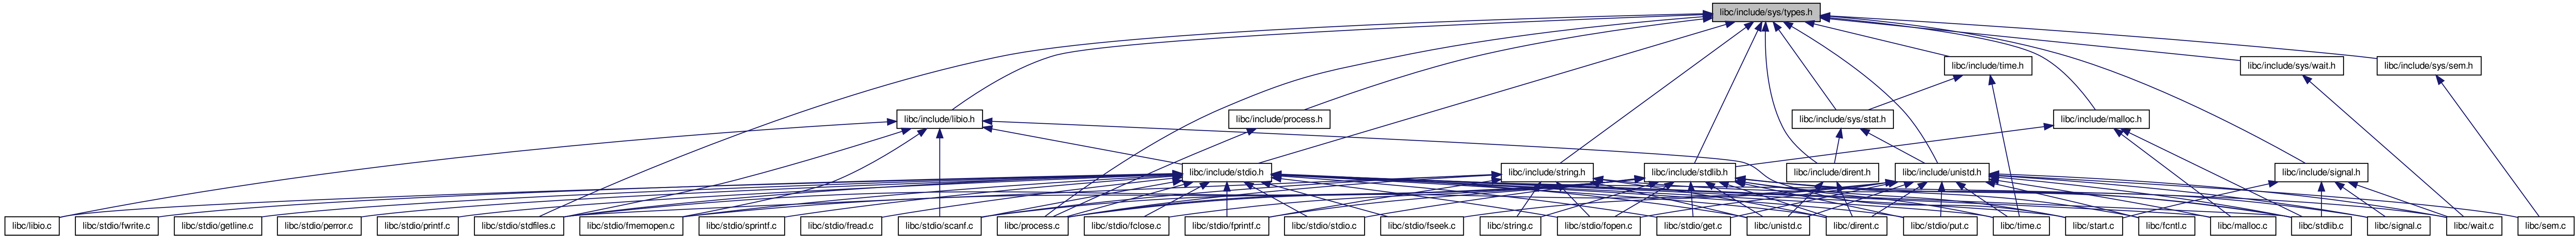 libc/include/sys/types.h
libc/include/time.h
libc/include/sys/wait.h
libc/include/sys/sem.h
libc/include/libio.h
libc/include/process.h
libc/include/sys/stat.h
libc/include/malloc.h
libc/include/stdio.h
libc/include/string.h
libc/include/stdlib.h
libc/include/dirent.h
libc/include/unistd.h
libc/include/signal.h
libc/libio.c
libc/stdio/fwrite.c
libc/stdio/getline.c
libc/stdio/perror.c
libc/stdio/printf.c
libc/stdio/stdfiles.c
libc/stdio/fmemopen.c
libc/stdio/sprintf.c
libc/stdio/fread.c
libc/stdio/scanf.c
libc/process.c
libc/stdio/fclose.c
libc/stdio/fprintf.c
libc/stdio/stdio.c
libc/stdio/fseek.c
libc/string.c
libc/stdio/fopen.c
libc/stdio/get.c
libc/unistd.c
libc/dirent.c
libc/stdio/put.c
libc/time.c
libc/start.c
libc/fcntl.c
libc/malloc.c
libc/stdlib.c
libc/signal.c
libc/wait.c
libc/sem.c